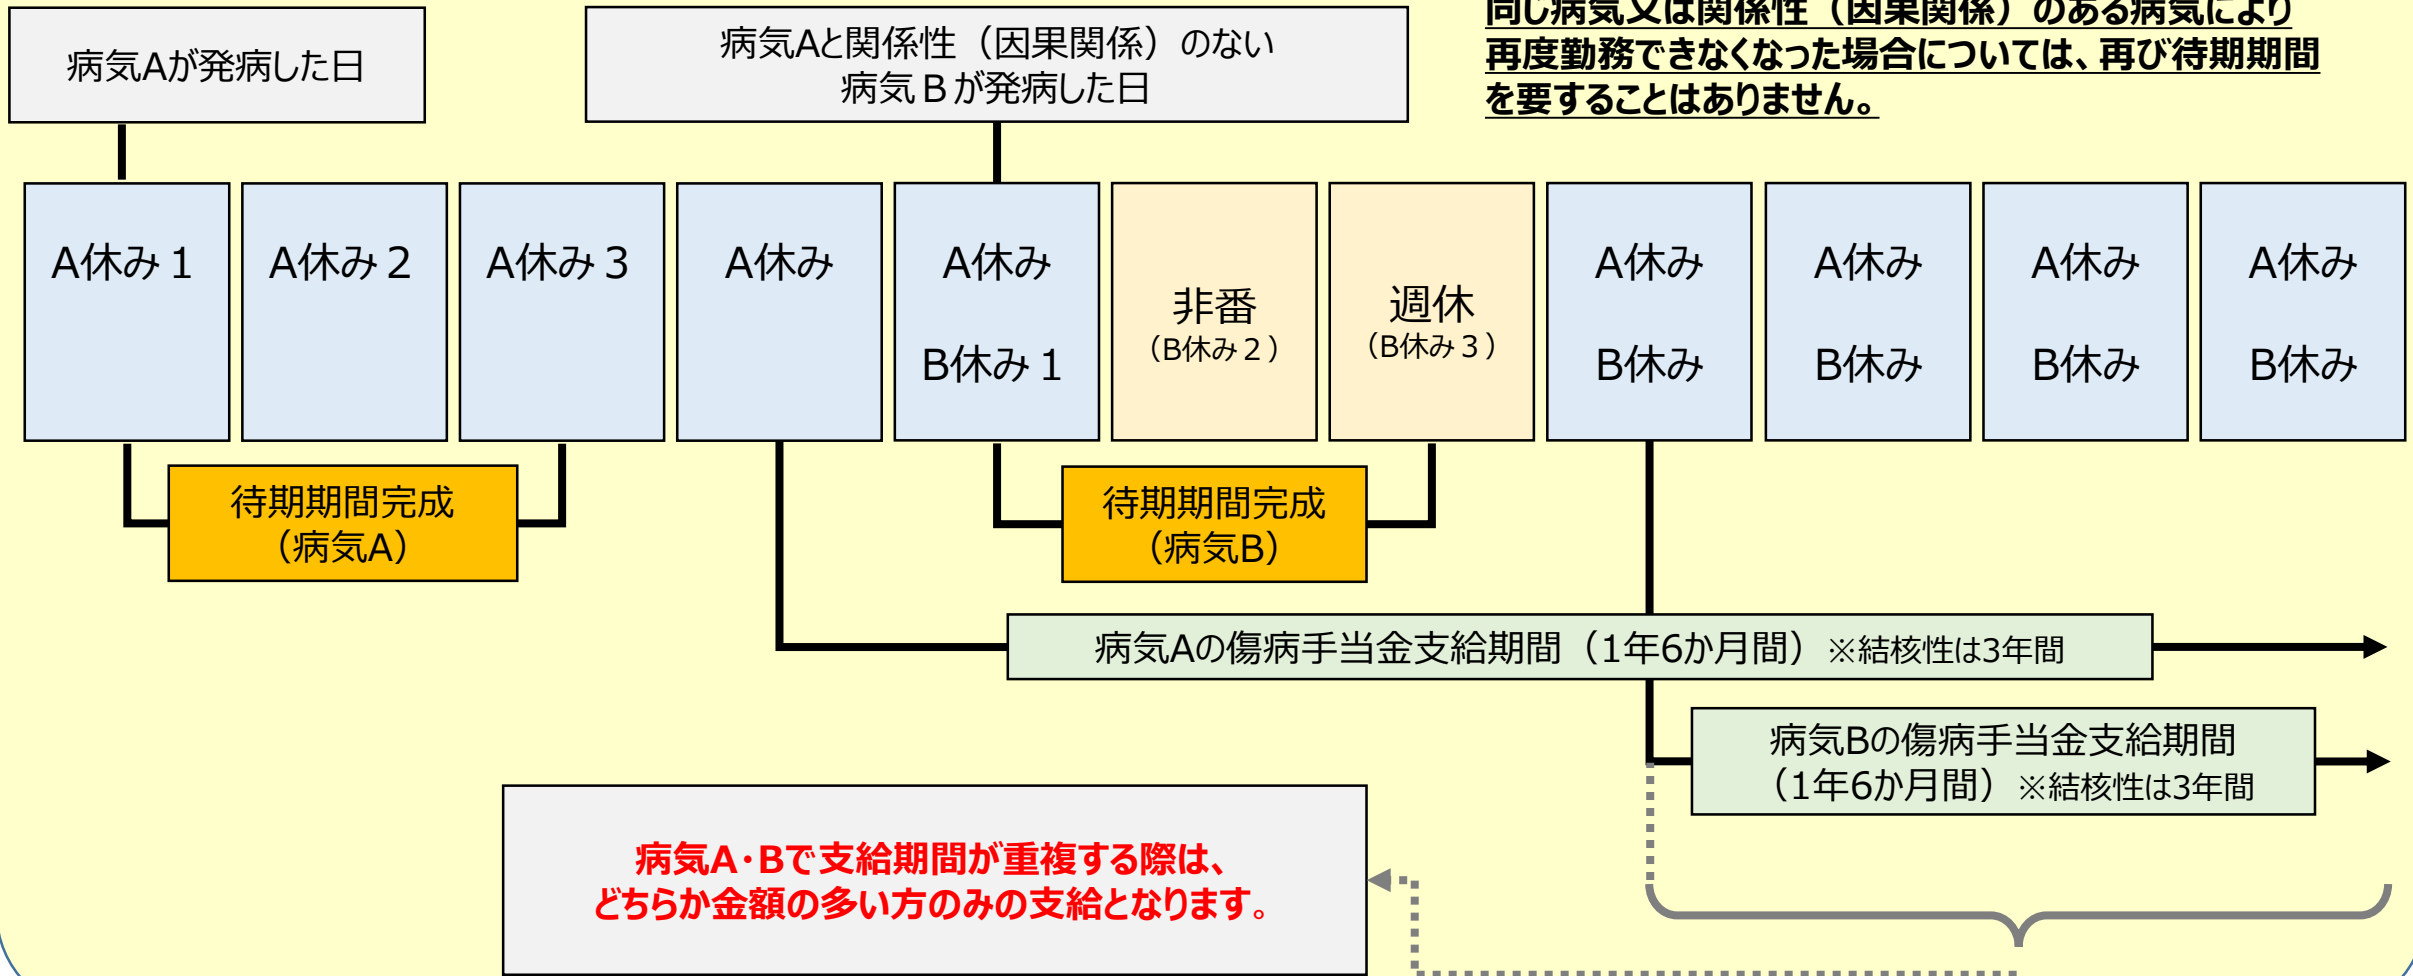 同じ病気又は関係性（因果関係）のある病気により
再度勤務できなくなった場合については、再び待期期間
を要することはありません。
病気Aが発病した日
病気Aと関係性（因果関係）のない
病気Ｂが発病した日
A休み１
A休み２
A休み３
A休み
A休み
B休み１
非番
（B休み２）
週休
（B休み３）
A休み
B休み
A休み
B休み
A休み
B休み
A休み
B休み
待期期間完成
（病気A）
待期期間完成
（病気B）
病気Aの傷病手当金支給期間（1年6か月間）※結核性は3年間
病気Bの傷病手当金支給期間
（1年6か月間）※結核性は3年間
病気A・Bで支給期間が重複する際は、
どちらか金額の多い方のみの支給となります。